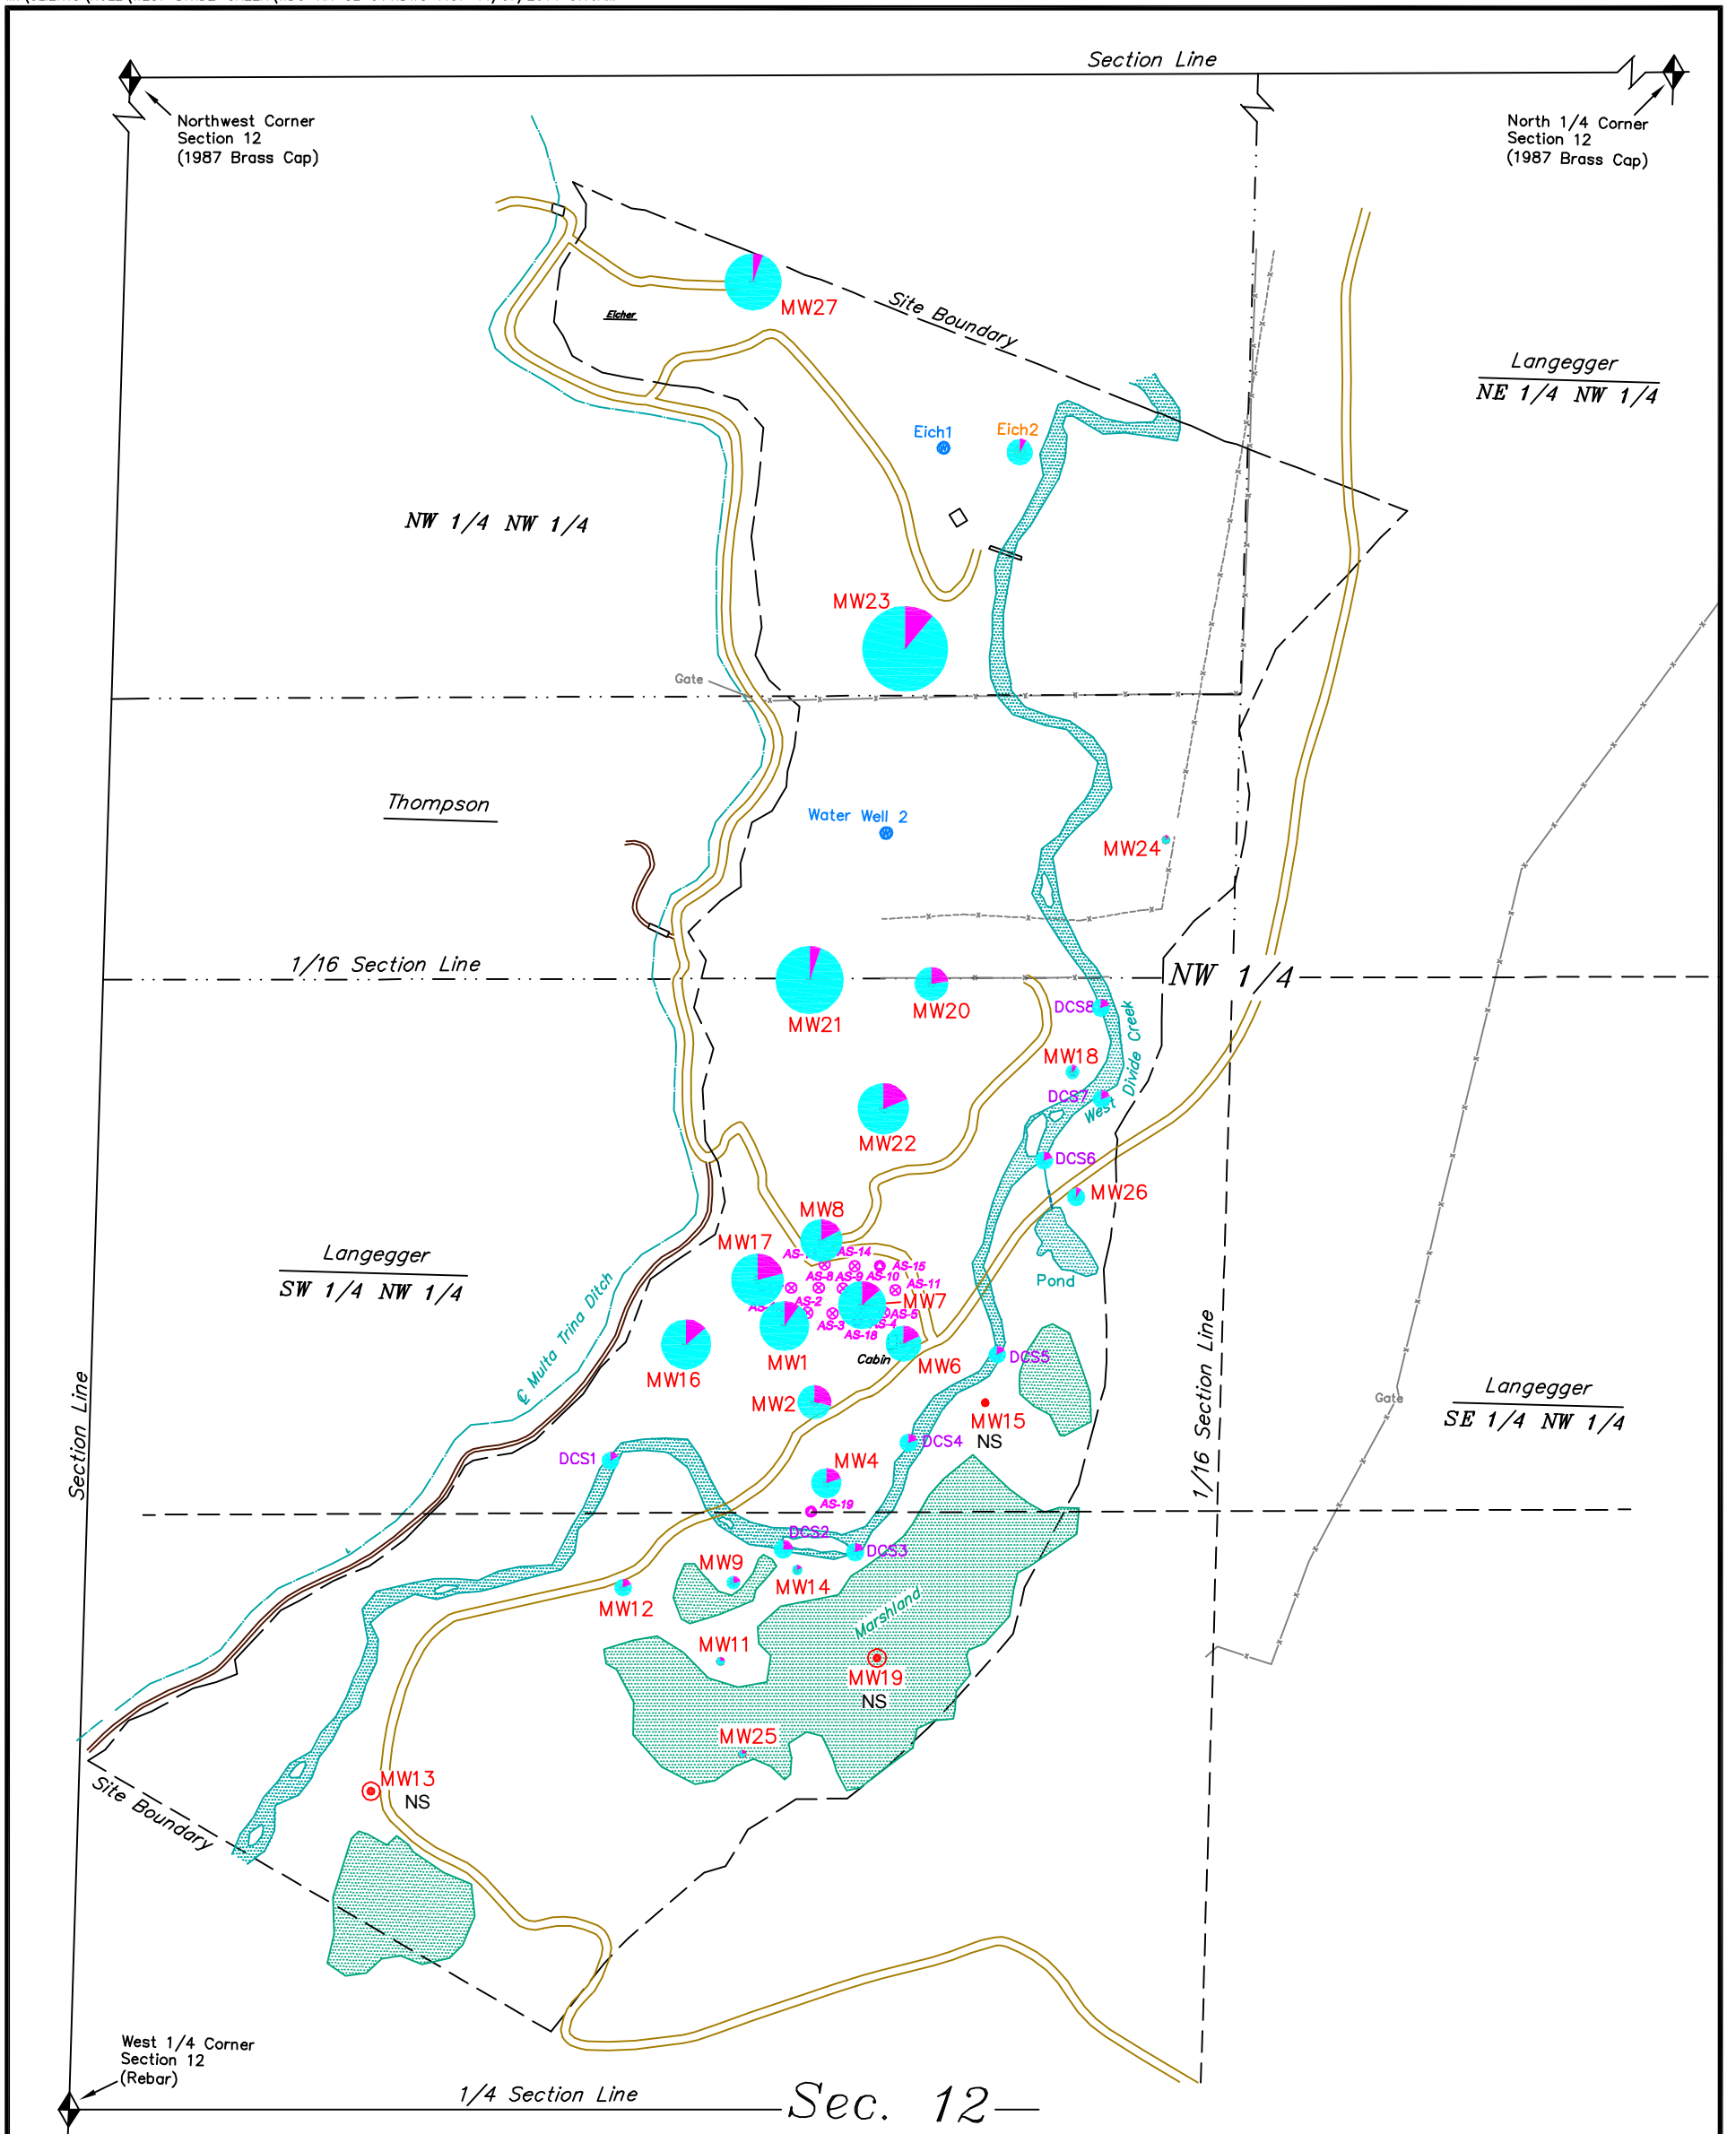 Section Line
Northwest Corner
Section 12
(1987 Brass Cap)
North 1/4 Corner
Section 12
(1987 Brass Cap)
MW27
Eicher
Site Boundary
Langegger
NE 1/4 NW 1/4
Eich1
Eich2
NW 1/4 NW 1/4
MW23
Gate
Thompson
Water Well 2
MW24
1/16 Section Line
NW 1/4
MW21
MW20
DCS8
West Divide Creek
MW18
DCS7
MW22
DCS6
MW26
MW8
MW17
AS-14
AS-15
AS-8
AS-9
AS-10
AS-11
Pond
Langegger
SW 1/4 NW 1/4
AS-2
MW7
AS-3
AS-4
AS-5
AS-18
MW1
Cabin
MW6
DCS5
MW16
₵ Multa Trina Ditch
1/16 Section Line
Section Line
MW2
MW15
NS
Gate
Langegger
SE 1/4 NW 1/4
DCS4
DCS1
MW4
AS-19
DCS2
DCS3
MW9
MW14
MW12
Marshland
MW11
MW19
NS
MW25
MW13
NS
Site Boundary
West 1/4 Corner
Section 12
(Rebar)
1/4 Section Line
Sec. 12